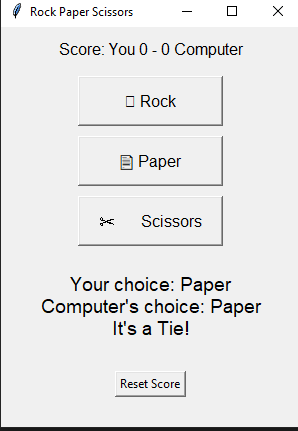 Rock Paper Scissors
Score: You 0 - 0 Computer
Rock
Paper
Scissors
Your choice: Paper
Computer's choice: Paper
It's a Tie!
Reset Score